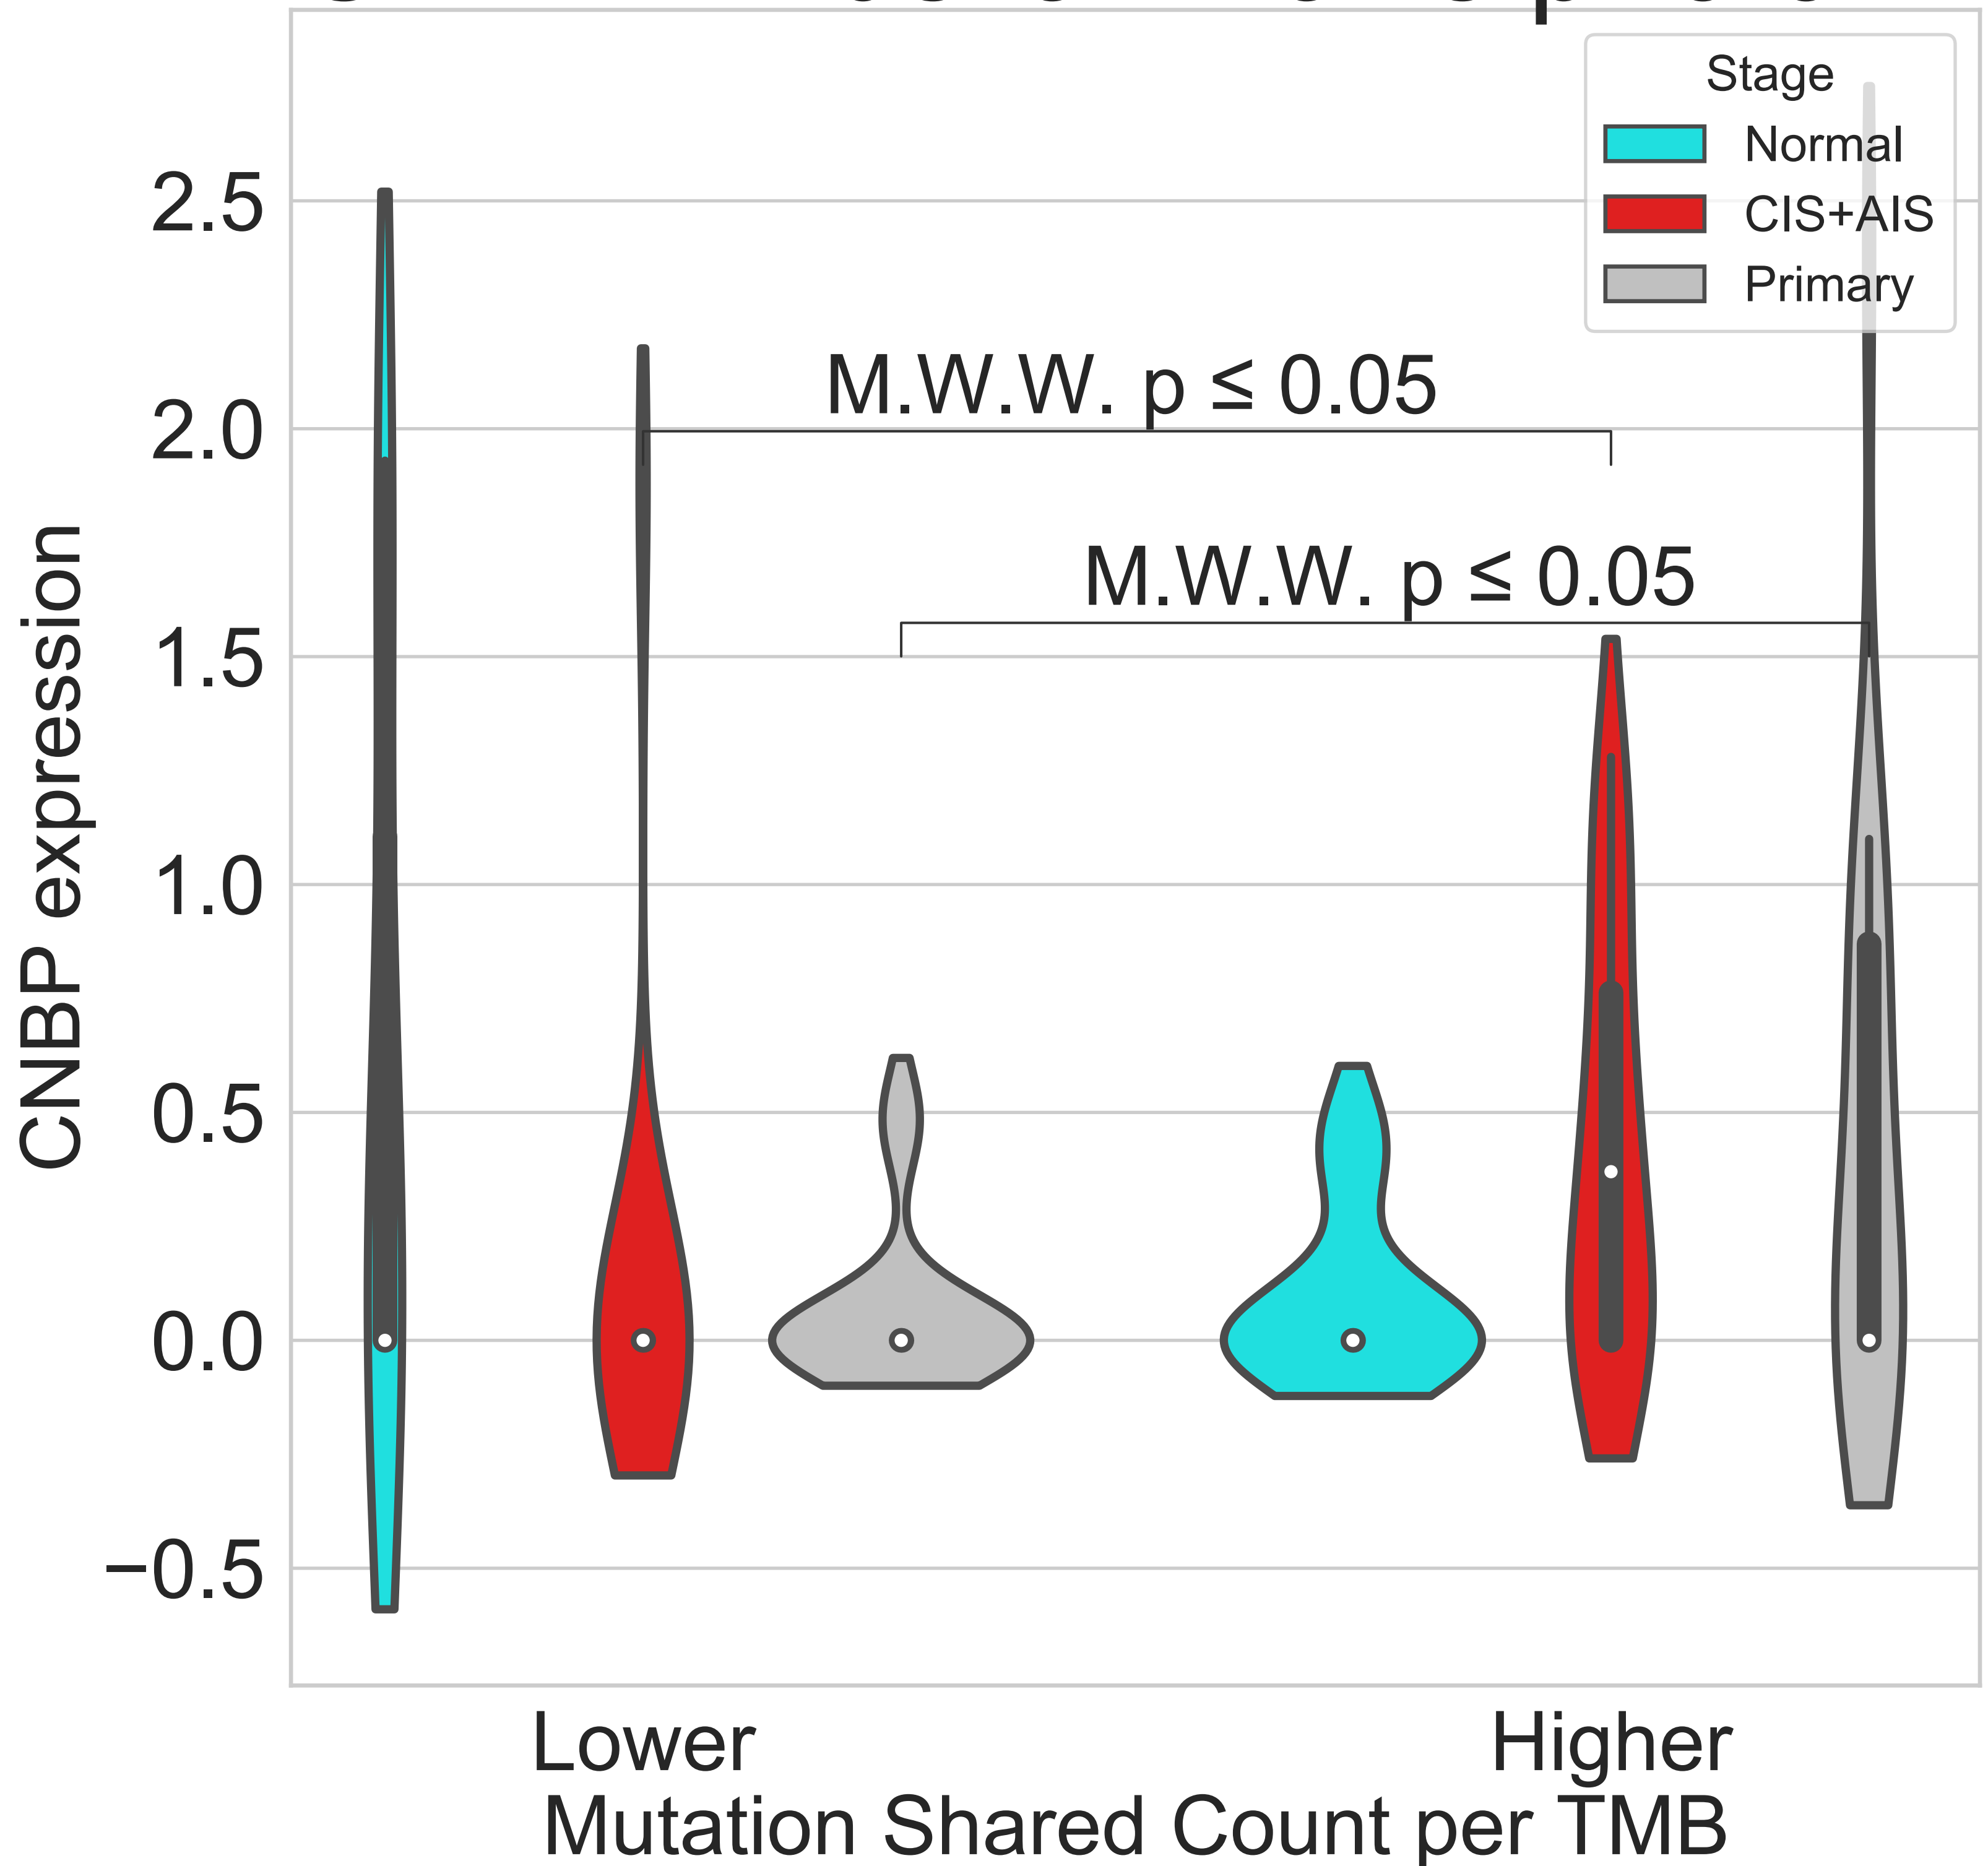 Stage
Normal
CIS+AIS
Primary
2.5
2.0
1.5
1.0
0.5
0.0
−0.5
CNBP expression
M.W.W. p ≤ 0.05
M.W.W. p ≤ 0.05
Lower
Higher
Mutation Shared Count per TMB